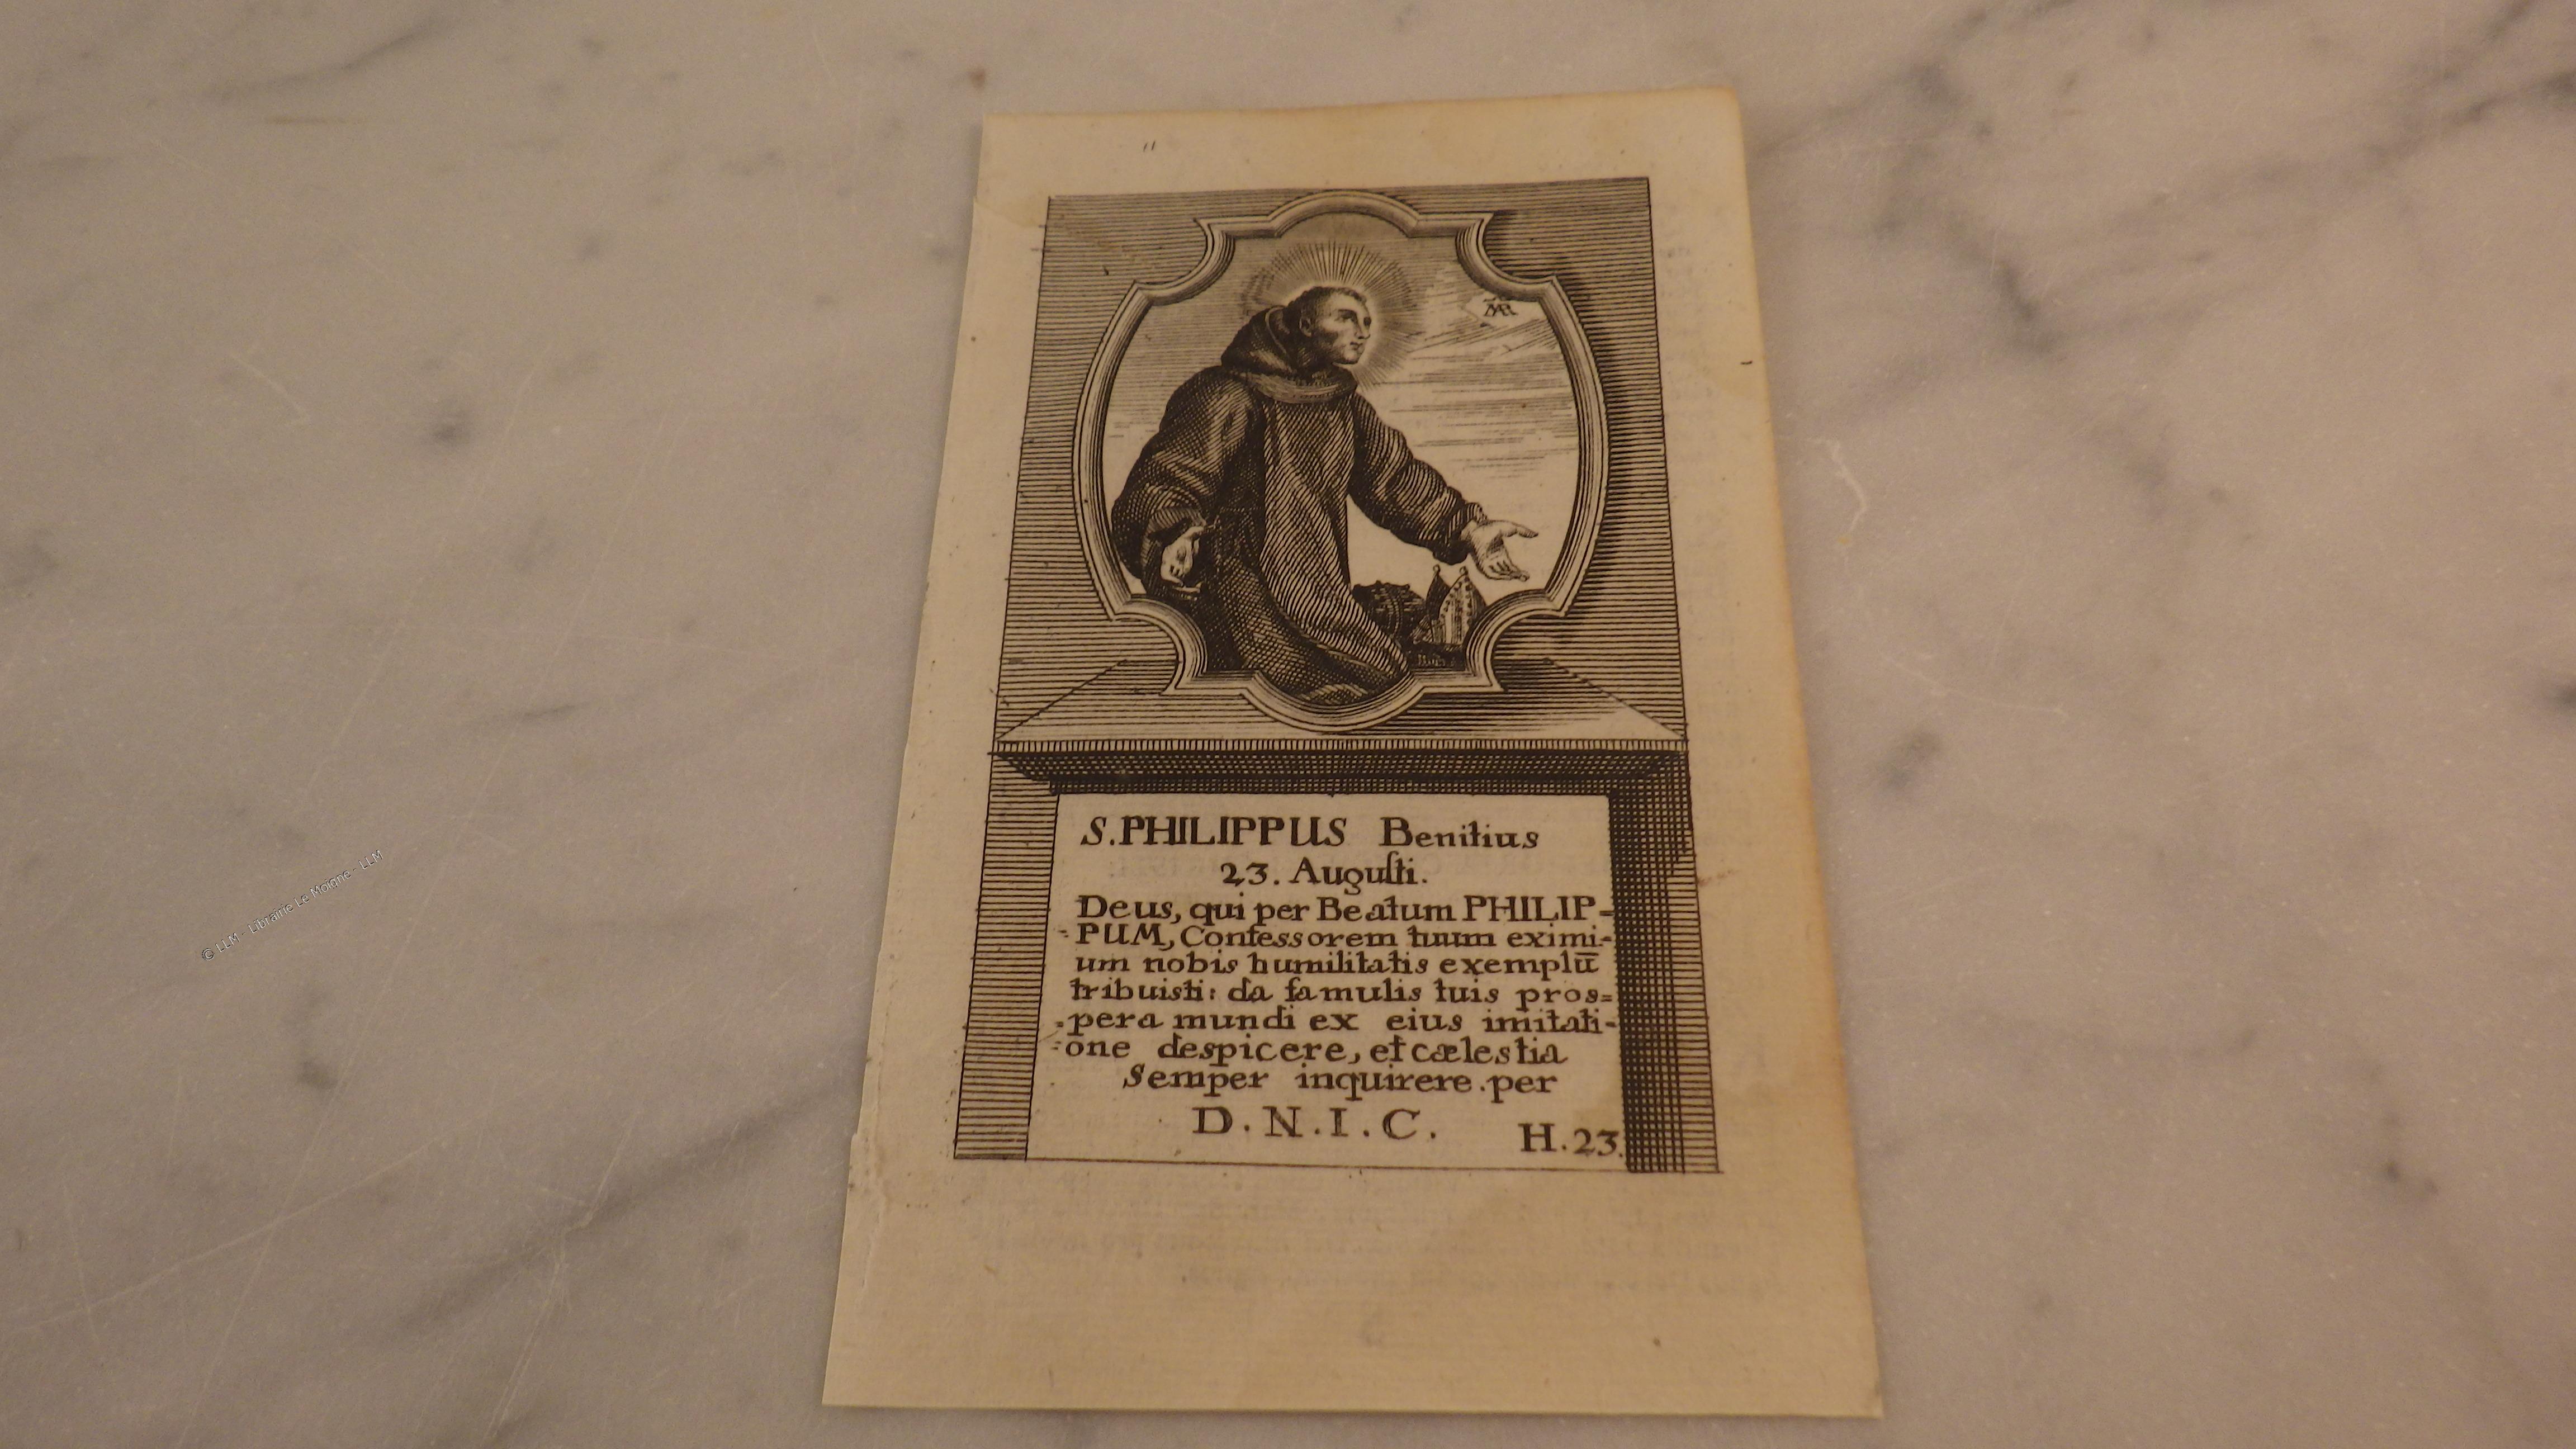 MAR
S. PHILIPPUS Benitius
23. Auguſti.
Deus, qui per Beatum PHILIP=
=PUM, Confessorem tuum eximi=
um nobis humilitatis exemplū
tribuisti: da famulis tuis pros=
=pera mundi ex eius imitati=
=one despicere, et cælestia
Semper inquirere. per
D. N. I. C.
H. 23.
© LLM - Librairie Le Moigne - LLM